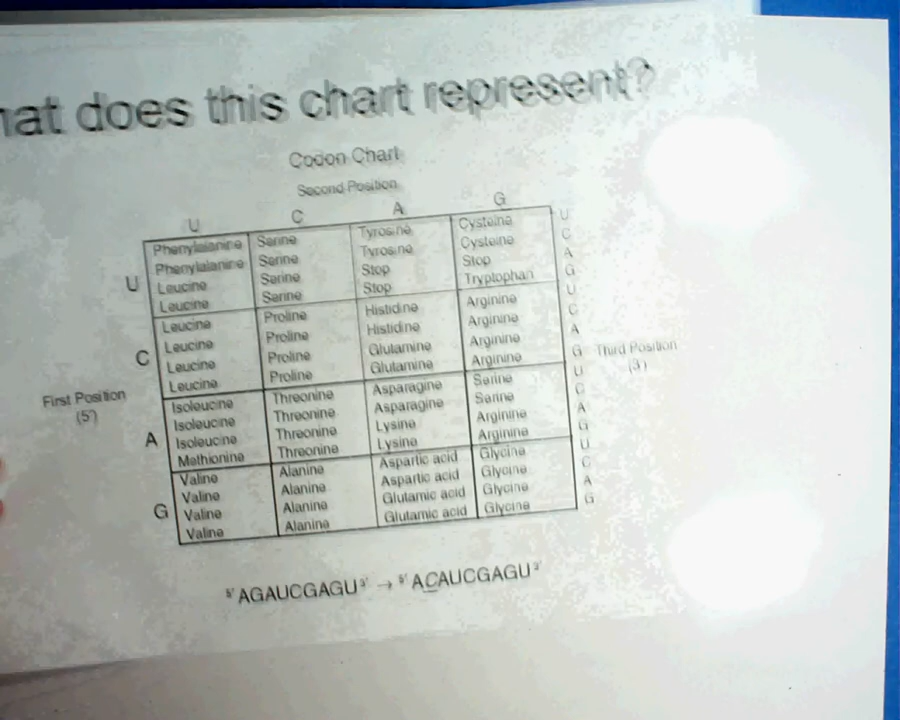 does this chart represent?
Codon Chart
Second Position
U C A G
Phenylalanine Serine Tyrosine Cysteine U
Phenylalanine Serine Tyrosine Cysteine C
U Leucine Serine Stop Stop A
Leucine Serine Stop Tryptophan G
Leucine Proline Histidine Arginine U
Leucine Proline Histidine Arginine C
C Leucine Proline Glutamine Arginine A
Leucine Proline Glutamine Arginine G
Third Position
(3')
First Position
(5')
Isoleucine Threonine Asparagine Serine U
Isoleucine Threonine Asparagine Serine C
A Isoleucine Threonine Lysine Arginine A
Methionine Threonine Lysine Arginine G
Valine Alanine Aspartic acid Glycine U
Valine Alanine Aspartic acid Glycine C
G Valine Alanine Glutamic acid Glycine A
Valine Alanine Glutamic acid Glycine G
5' AGAUCGAGU 3' → 5' ACAUCGAGU 3'